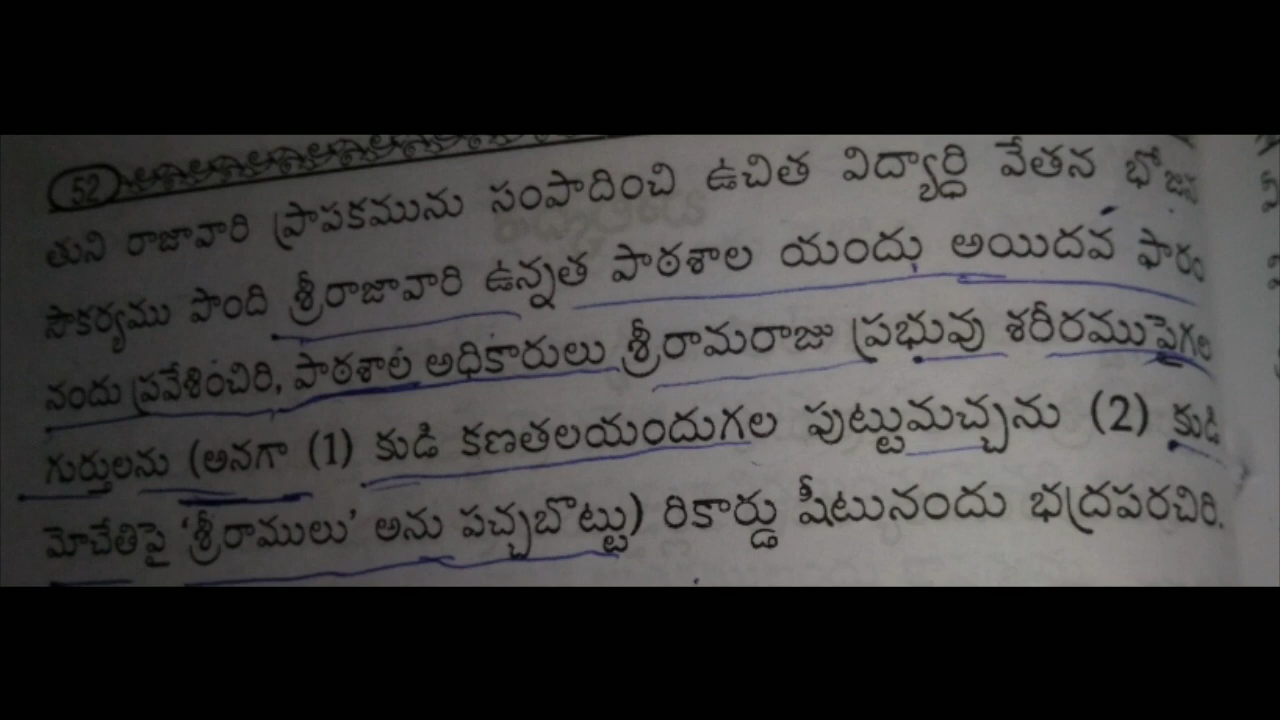 52
తుని రాజావారి ప్రాపకమును సంపాదించి ఉచిత విద్యార్ధి వేతన భోజన
సౌకర్యము పొంది శ్రీరాజావారి ఉన్నత పాఠశాల యందు అయిదవ ఫారం
నందు ప్రవేశించిరి, పాఠశాల అధికారులు శ్రీరామరాజు ప్రభువు శరీరముపైగల
గుర్తులను (అనగా (1) కుడి కణతలయందుగల పుట్టుమచ్చను (2) కుడి
మోచేతిపై 'శ్రీరాములు' అను పచ్చబొట్టు) రికార్డు షీటునందు భద్రపరచిరి.